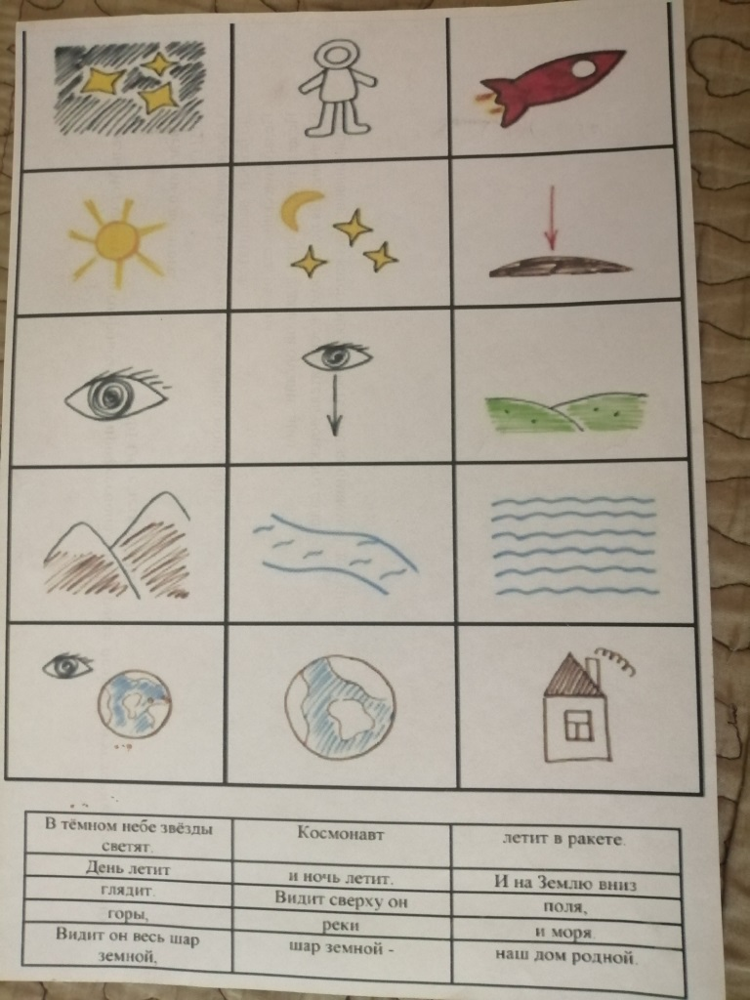 В тёмном небе звёзды
светят.
Космонавт
летит в ракете.
День летит
и ночь летит.
И на Землю вниз
глядит.
Видит сверху он
поля,
горы,
реки
и моря.
Видит он весь шар
земной,
шар земной -
наш дом родной.